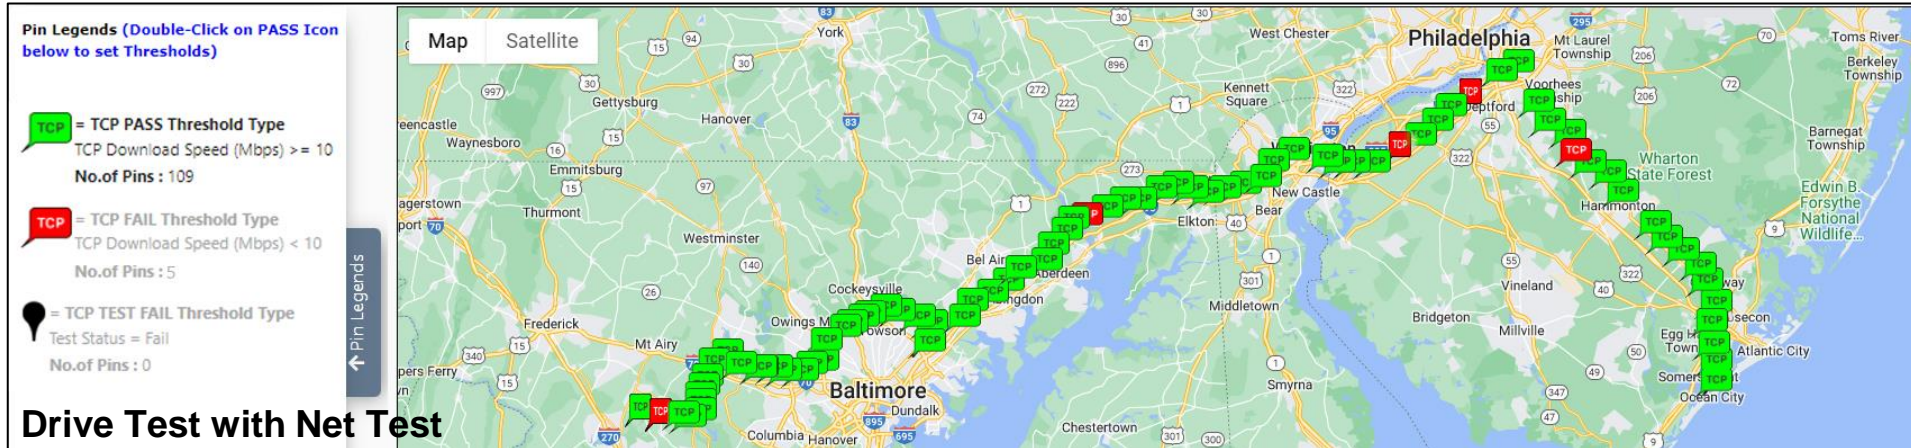 Pin Legends (Double-Click on PASS Icon
below to set Thresholds)
TCP = TCP PASS Threshold Type
TCP Download Speed (Mbps) >= 10
No.of Pins : 109
TCP = TCP FAIL Threshold Type
TCP Download Speed (Mbps) < 10
No.of Pins : 5
= TCP TEST FAIL Threshold Type
Test Status = Fail
No.of Pins : 0
← Pin Legends
Drive Test with Net Test
Map Satellite
York
West Chester
Philadelphia
Mt Laurel
Township
Toms River
Berkeley
Township
Gettysburg
Kennett
Square
Voorhees
Hanover
Waynesboro
Barnegat
Township
Emmitsburg
Wharton
State Forest
New Castle
Thurmont
Elkton
Bear
Hammonton
Edwin B.
Forsythe
National
Wildlife...
Westminster
Bel Air
Aberdeen
Cockeysville
Middletown
Vineland
Owings
Frederick
Bridgeton
Millville
Egg
Town
Atlantic City
Mt Airy
Smyrna
Ocean City
Baltimore
Dundalk
Columbia
Hanover
Chestertown